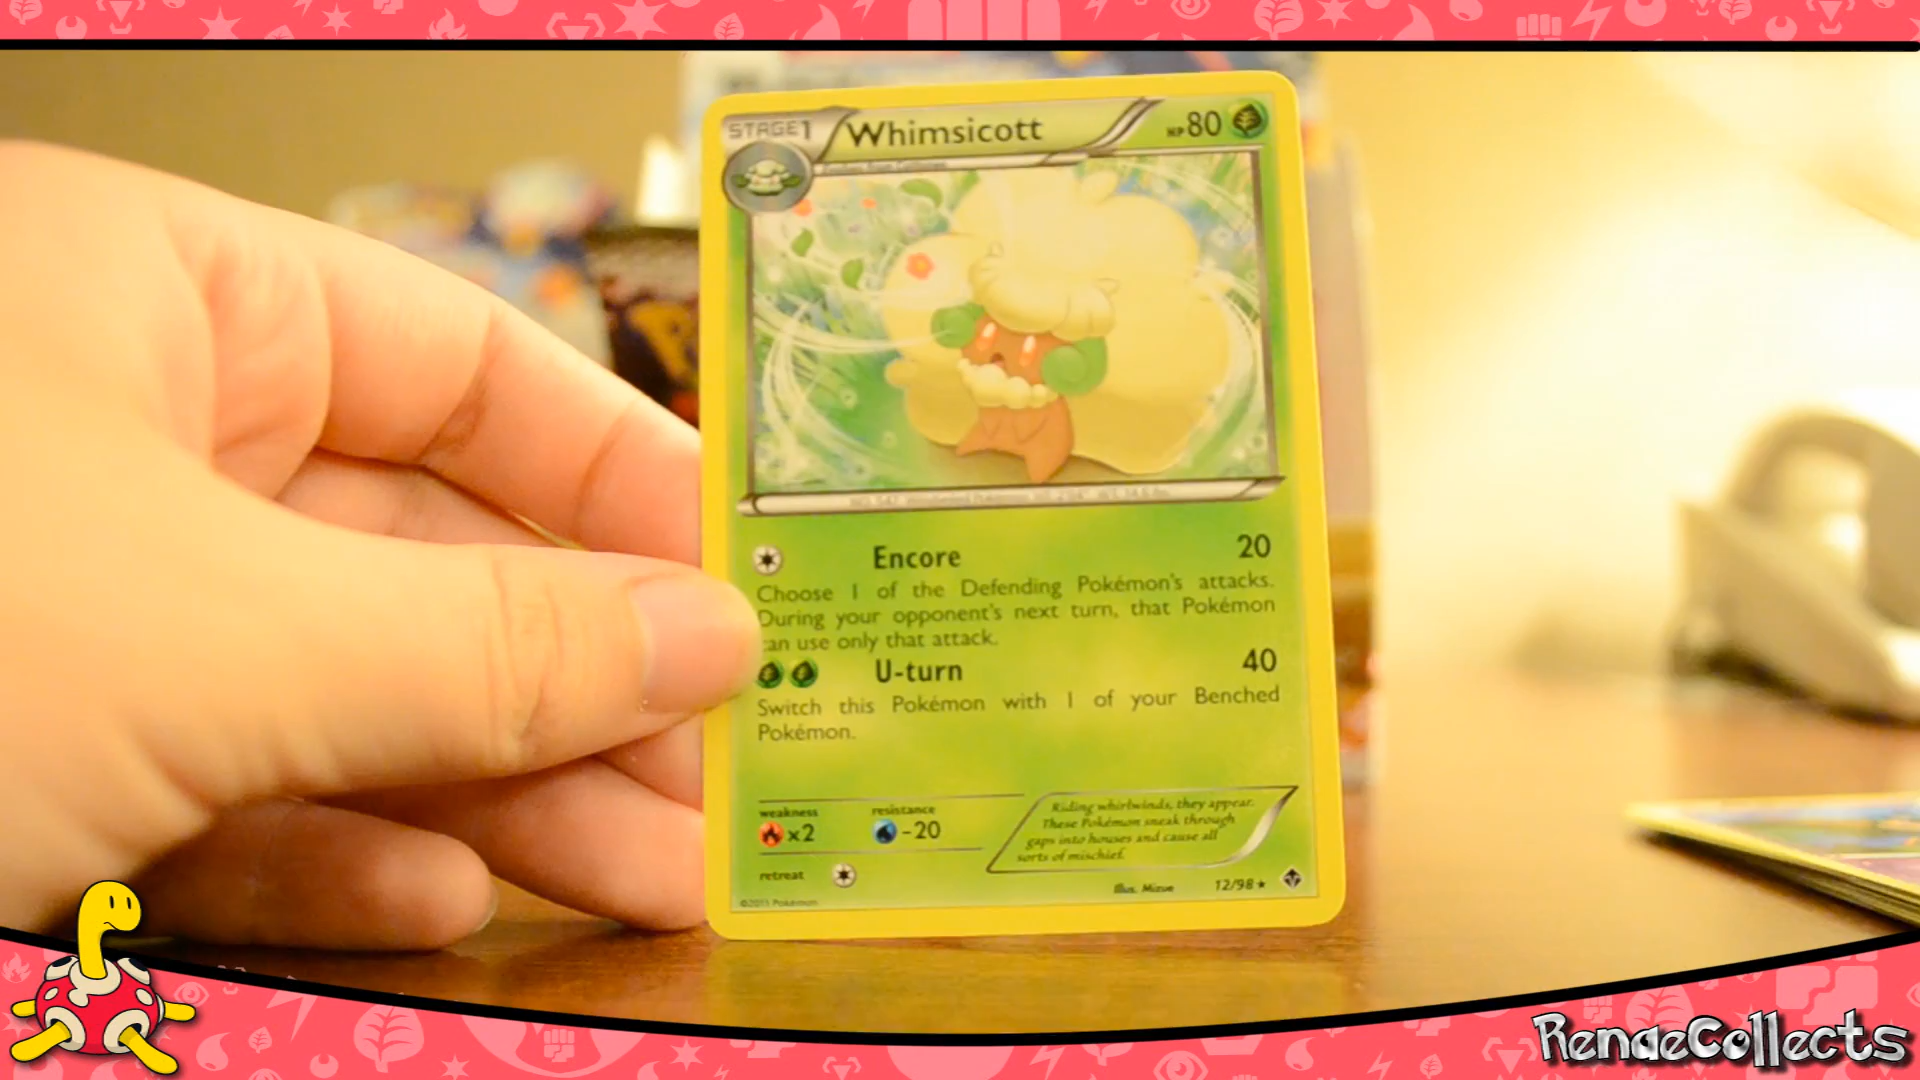 STAGE1 Whimsicott HP80
Encore 20
Choose 1 of the Defending Pokémon's attacks.
During your opponent's next turn, that Pokémon
can use only that attack.
U-turn 40
Switch this Pokémon with 1 of your Benched
Pokémon.
weakness resistance
×2 -20
Riding whirlwinds, they appear.
These Pokémon sneak through
gaps into houses and cause all
sorts of mischief.
retreat
Illus. Mizue 12/98★
©2011 Pokémon
RenaeCollects